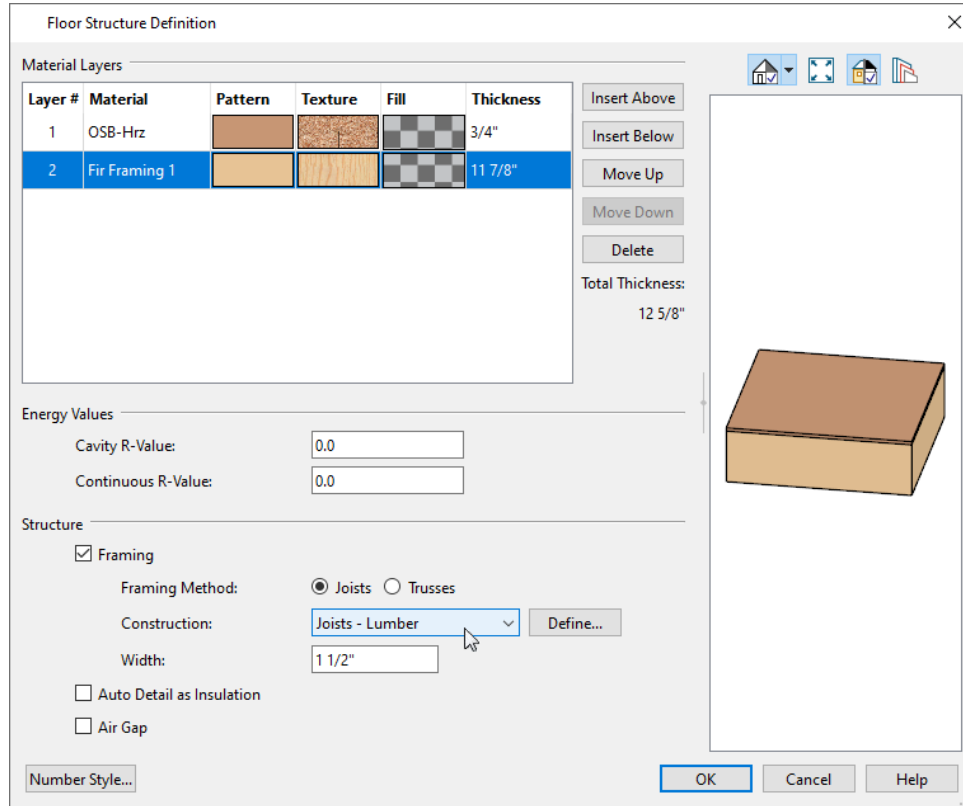 Floor Structure Definition
Material Layers
Layer # Material Pattern Texture Fill Thickness
1 OSB-Hrz 3/4"
2 Fir Framing 1 11 7/8"
Insert Above
Insert Below
Move Up
Move Down
Delete
Total Thickness:
12 5/8"
Energy Values
Cavity R-Value: 0.0
Continuous R-Value: 0.0
Structure
Framing
Framing Method: Joists Trusses
Construction: Joists - Lumber Define...
Width: 1 1/2"
Auto Detail as Insulation
Air Gap
Number Style... OK Cancel Help